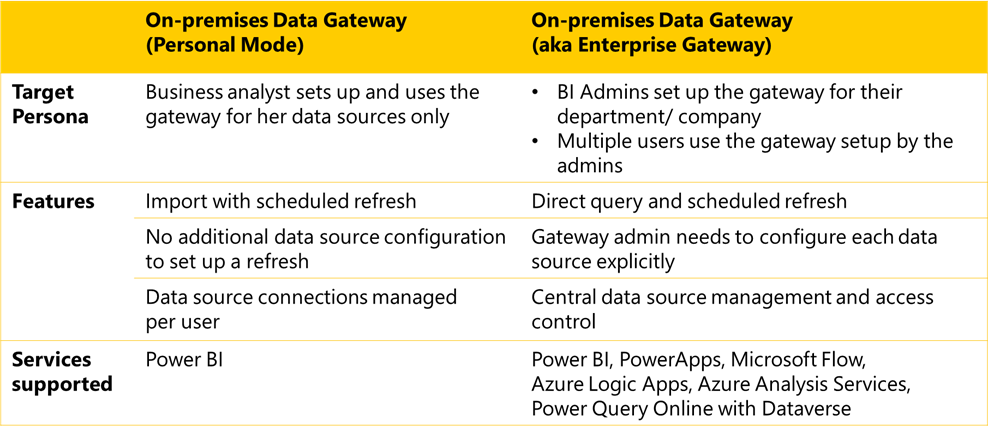 On-premises Data Gateway
(Personal Mode)
On-premises Data Gateway
(aka Enterprise Gateway)
Target
Persona
Business analyst sets up and uses the
gateway for her data sources only
• BI Admins set up the gateway for their
department/ company
• Multiple users use the gateway setup by the
admins
Features
Import with scheduled refresh
Direct query and scheduled refresh
No additional data source configuration
to set up a refresh
Gateway admin needs to configure each data
source explicitly
Data source connections managed
per user
Central data source management and access
control
Services
supported
Power BI
Power BI, PowerApps, Microsoft Flow,
Azure Logic Apps, Azure Analysis Services,
Power Query Online with Dataverse